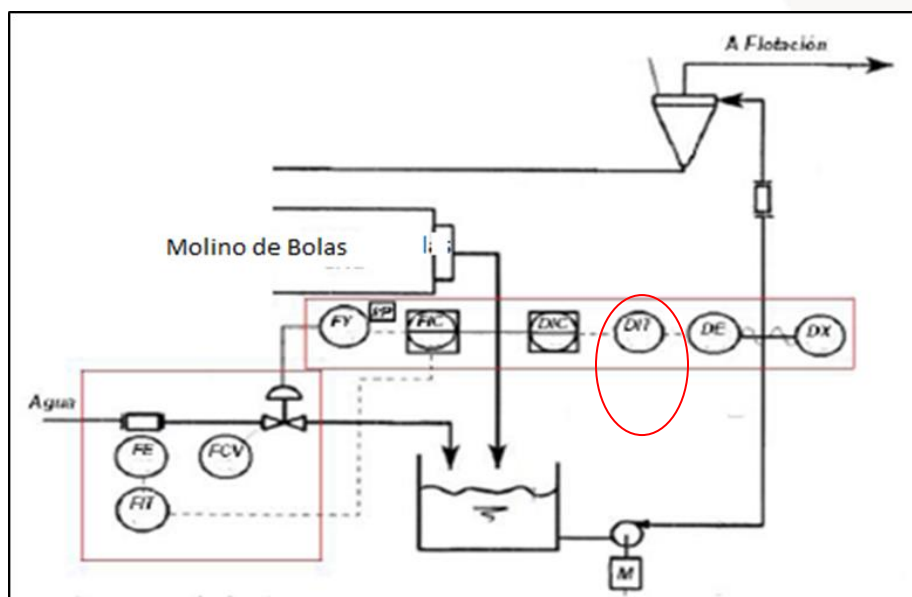 A Flotación
Molino de Bolas
FY
I/P
FIC
DIC
DIT
DE
DX
Agua
FE
FCV
FIT
M